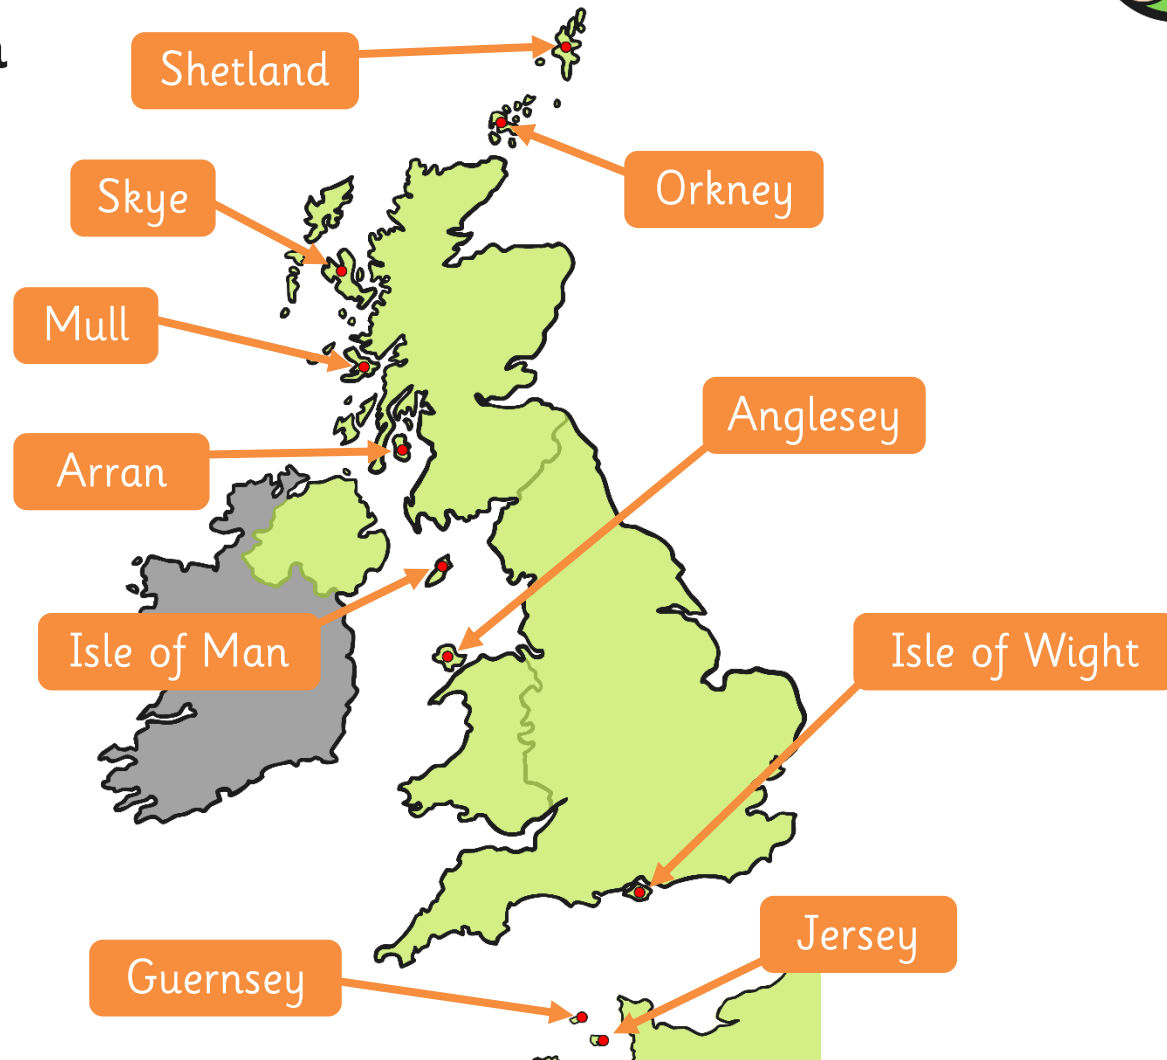 Shetland
Orkney
Skye
Mull
Anglesey
Arran
Isle of Man
Isle of Wight
Jersey
Guernsey